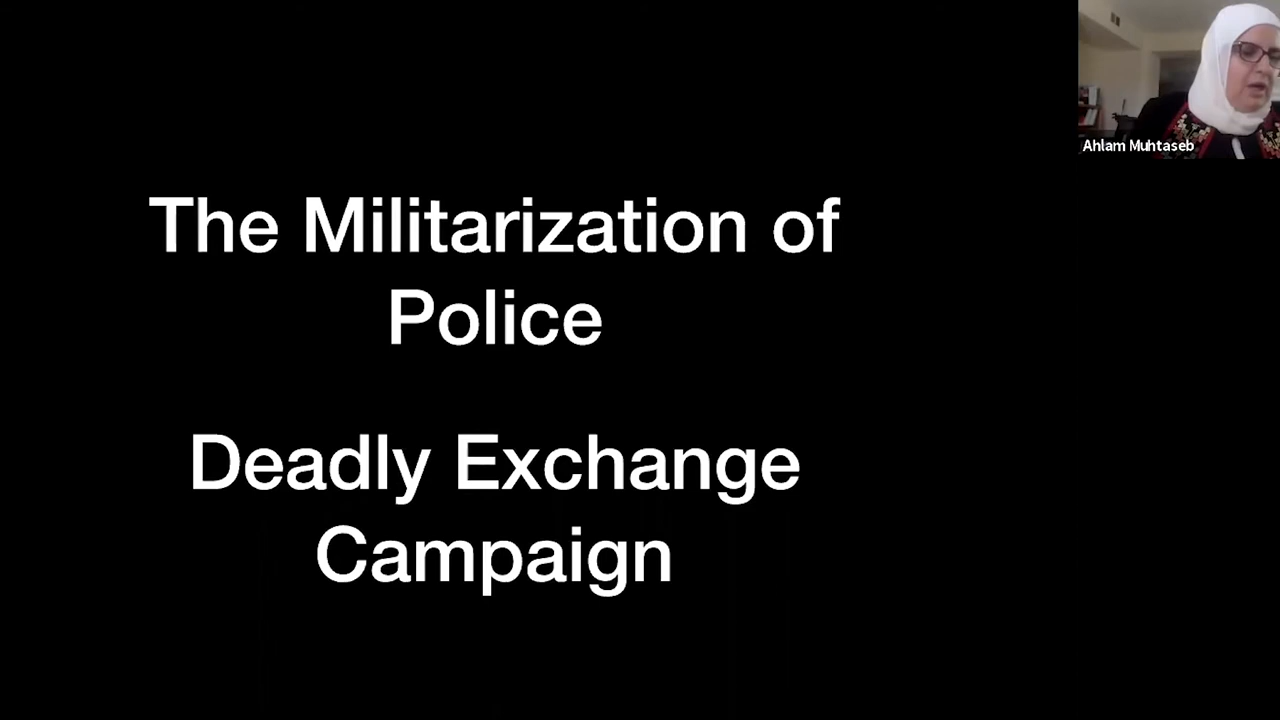 The Militarization of
Police
Deadly Exchange
Campaign
Ahlam Muhtaseb